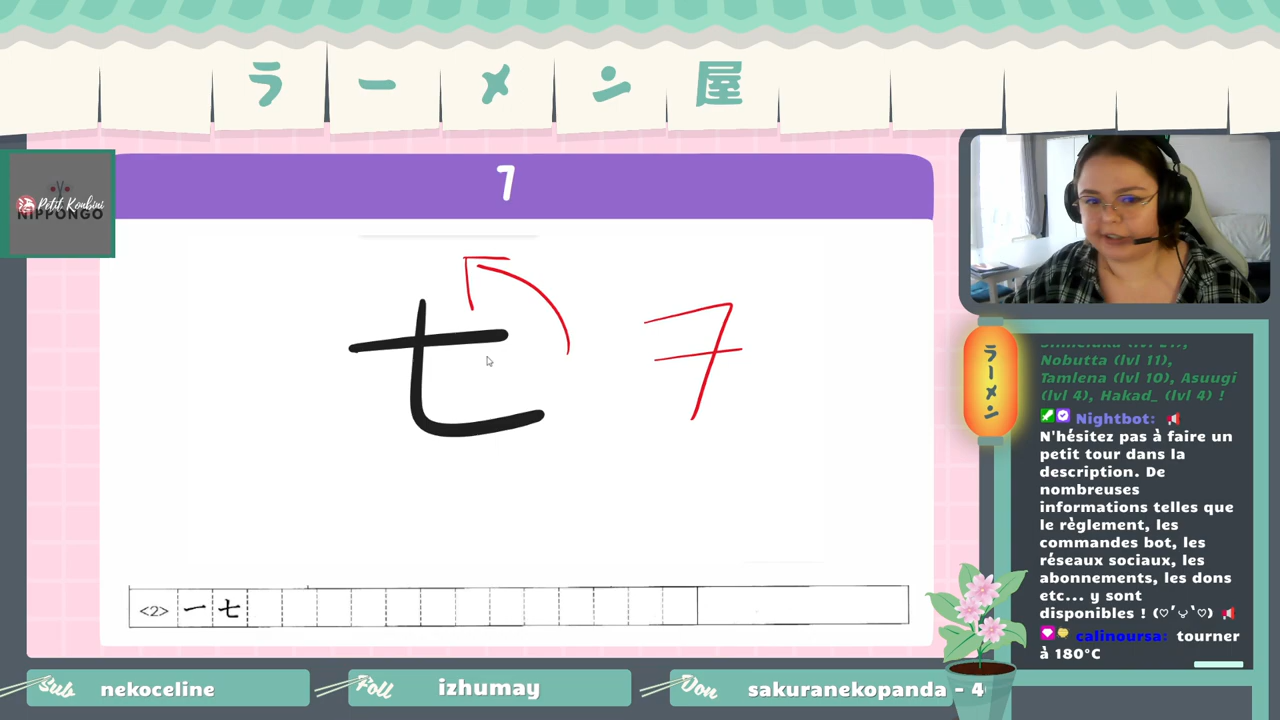 ラーメン屋
Petit Konbini
NIPPONGO
7
七
7
<2> 一 七
ラーメン
Nobutta (lvl 11),
Tamlena (lvl 10), Asuugi
(lvl 4), Hakad_ (lvl 4) !
Nightbot: 
N'hésitez pas à faire un
petit tour dans la
description. De
nombreuses
informations telles que
le règlement, les
commandes bot, les
réseaux sociaux, les
abonnements, les dons
etc... y sont
disponibles ! (♡'ᴗ'♡)
calinoursa: tourner
à 180°C
Sub nekoceline
Foll izhumay
Don sakuranekopanda - 4